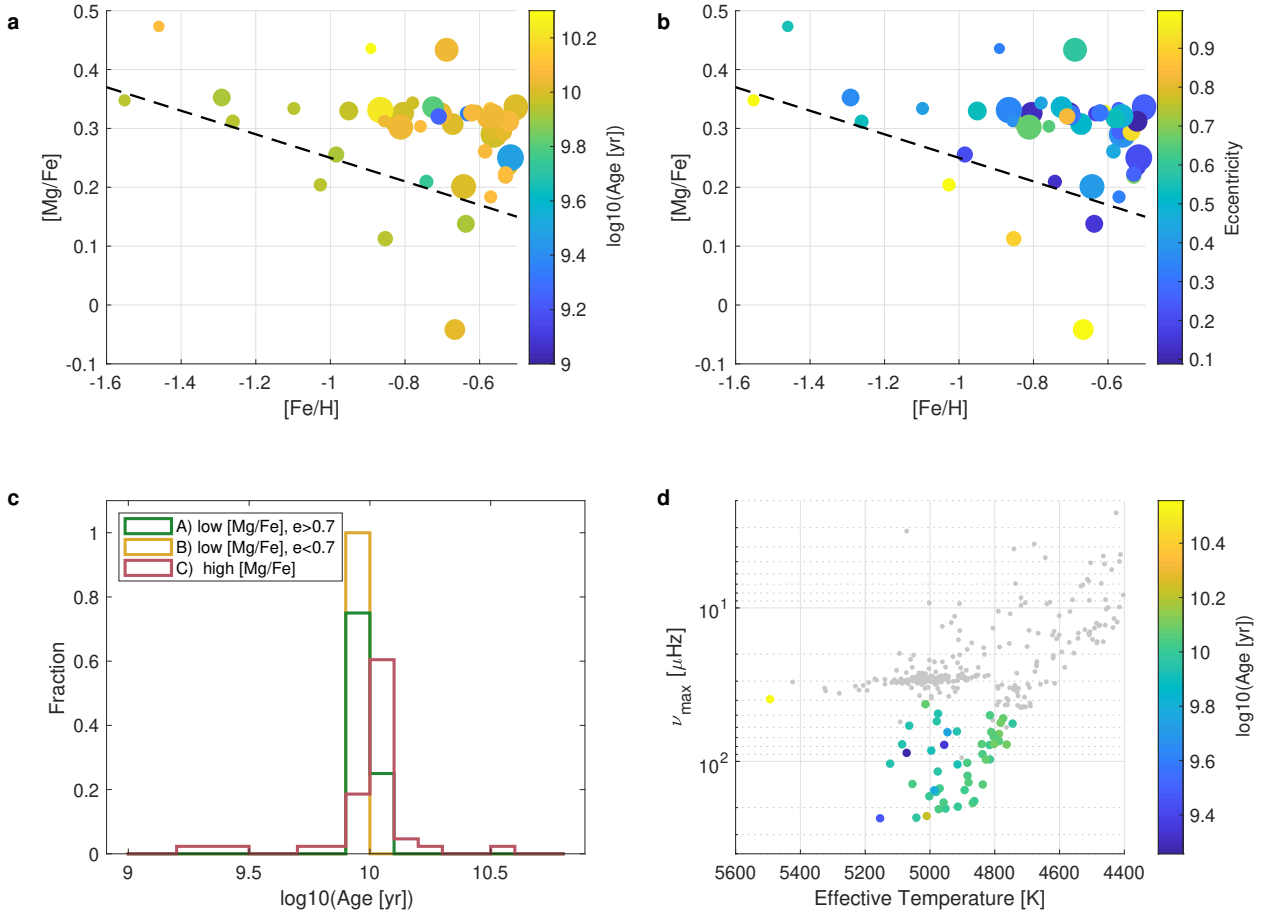 a
0.5
0.4
0.3
0.2
0.1
0
-0.1
[Mg/Fe]
-1.6 -1.4 -1.2 -1 -0.8 -0.6
[Fe/H]
10.2
10
9.8
9.6
9.4
9.2
9
log10(Age [yr])
b
0.5
0.4
0.3
0.2
0.1
0
-0.1
[Mg/Fe]
-1.6 -1.4 -1.2 -1 -0.8 -0.6
[Fe/H]
0.9
0.8
0.7
0.6
0.5
0.4
0.3
0.2
0.1
Eccentricity
c
A) low [Mg/Fe], e>0.7
B) low [Mg/Fe], e<0.7
C) high [Mg/Fe]
1
0.8
0.6
0.4
0.2
0
Fraction
9 9.5 10 10.5
log10(Age [yr])
d
10^1
10^2
ν_max [μHz]
5600 5400 5200 5000 4800 4600 4400
Effective Temperature [K]
10.4
10.2
10
9.8
9.6
9.4
log10(Age [yr])